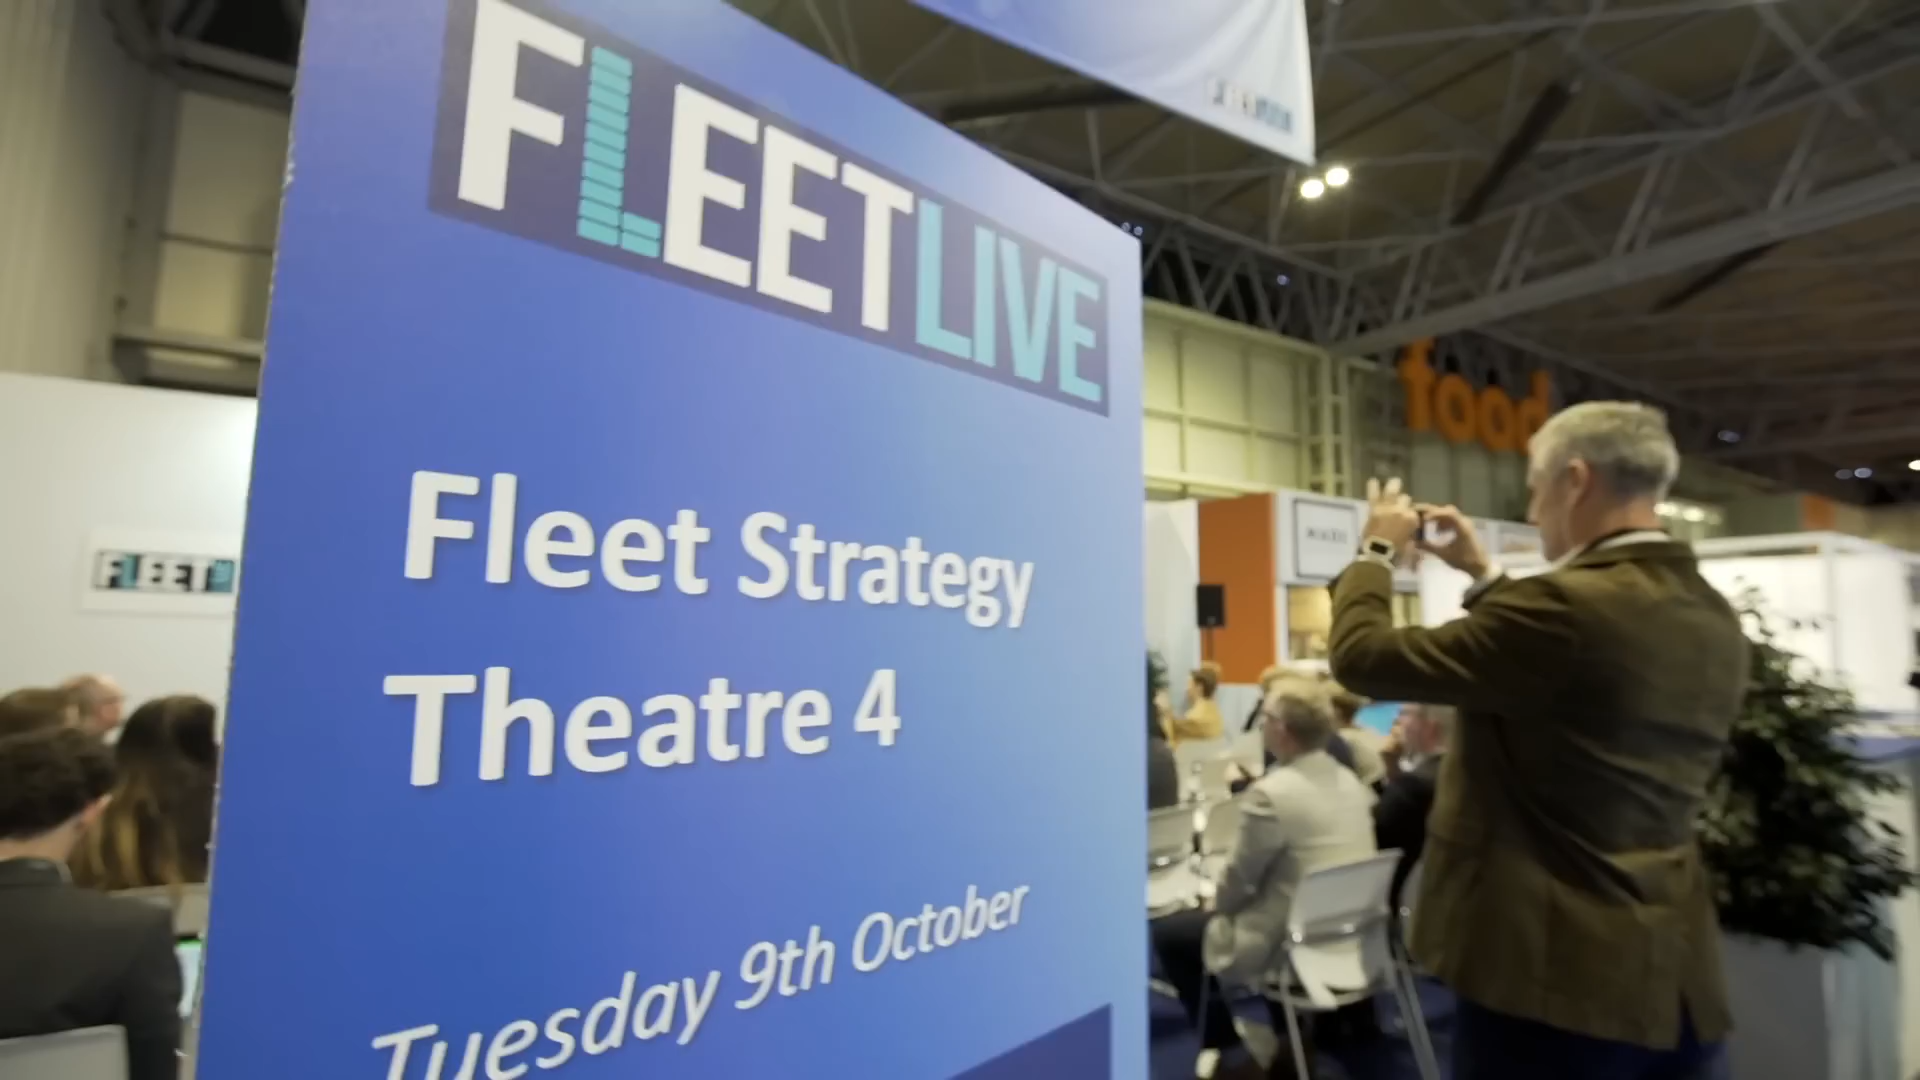 FLEETLIVE
Fleet Strategy
Theatre 4
Tuesday 9th October
food
FLEET